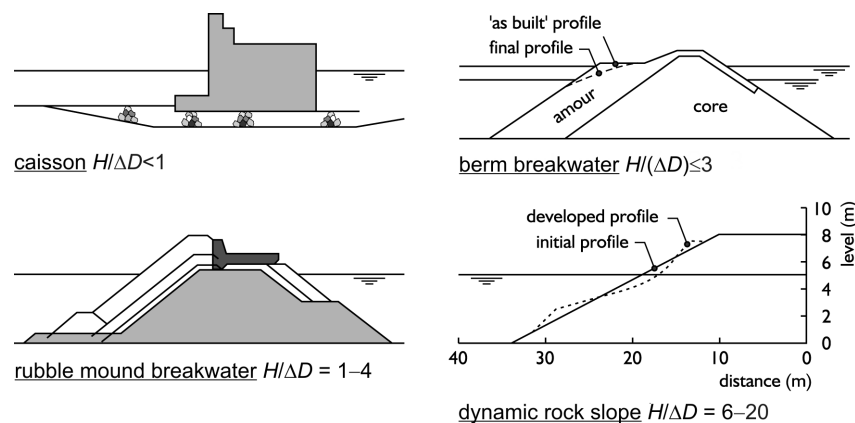 'as built' profile
final profile
amour
core
caisson H/ΔD<1
berm breakwater H/(ΔD)≤3
developed profile
initial profile
10
8
6
4
2
0
level (m)
40 30 20 10 0
distance (m)
rubble mound breakwater H/ΔD = 1–4
dynamic rock slope H/ΔD = 6–20